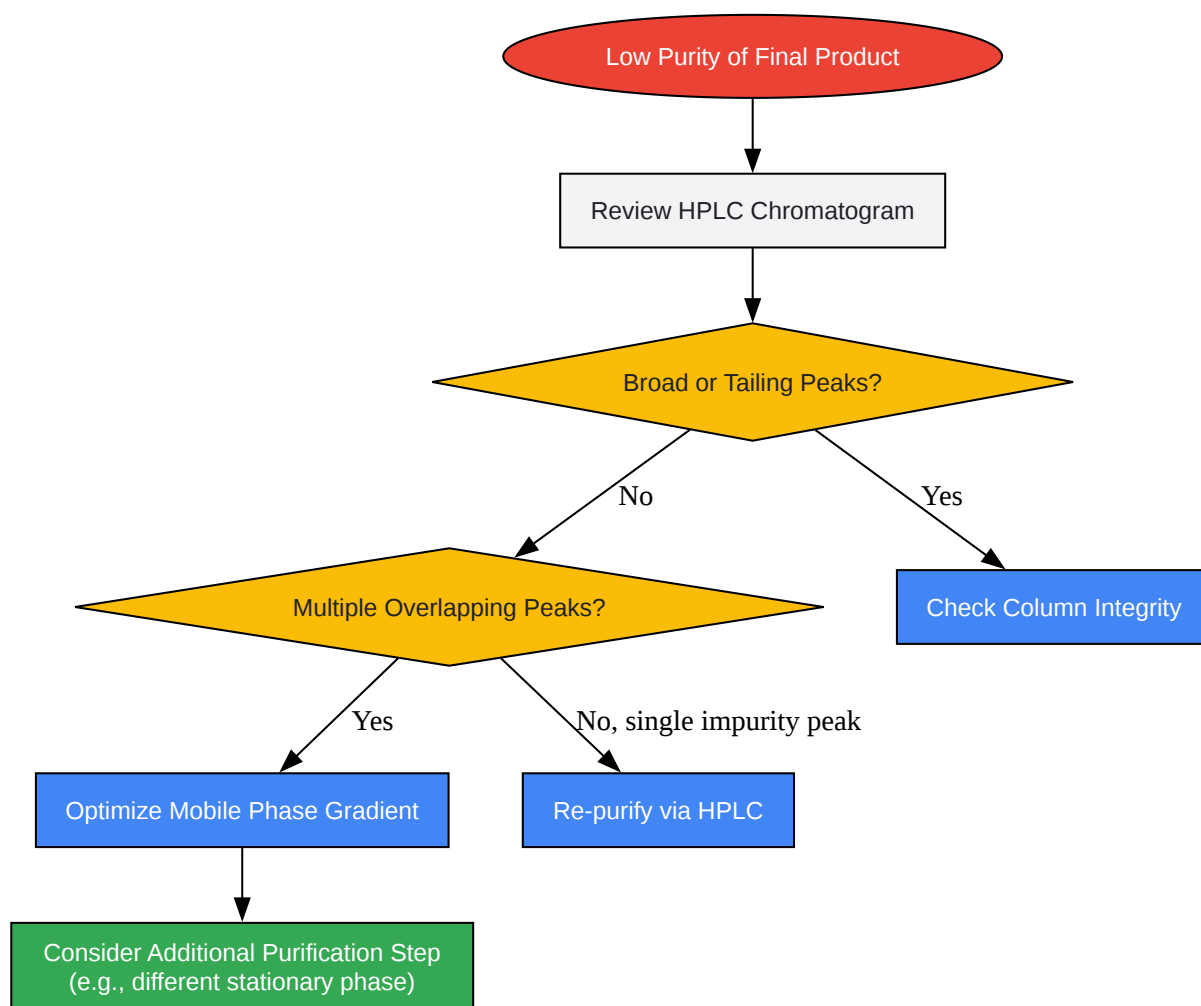 Low Purity of Final Product
Review HPLC Chromatogram
Broad or Tailing Peaks?
No
Yes
Multiple Overlapping Peaks?
Check Column Integrity
Yes
No, single impurity peak
Optimize Mobile Phase Gradient
Re-purify via HPLC
Consider Additional Purification Step
(e.g., different stationary phase)